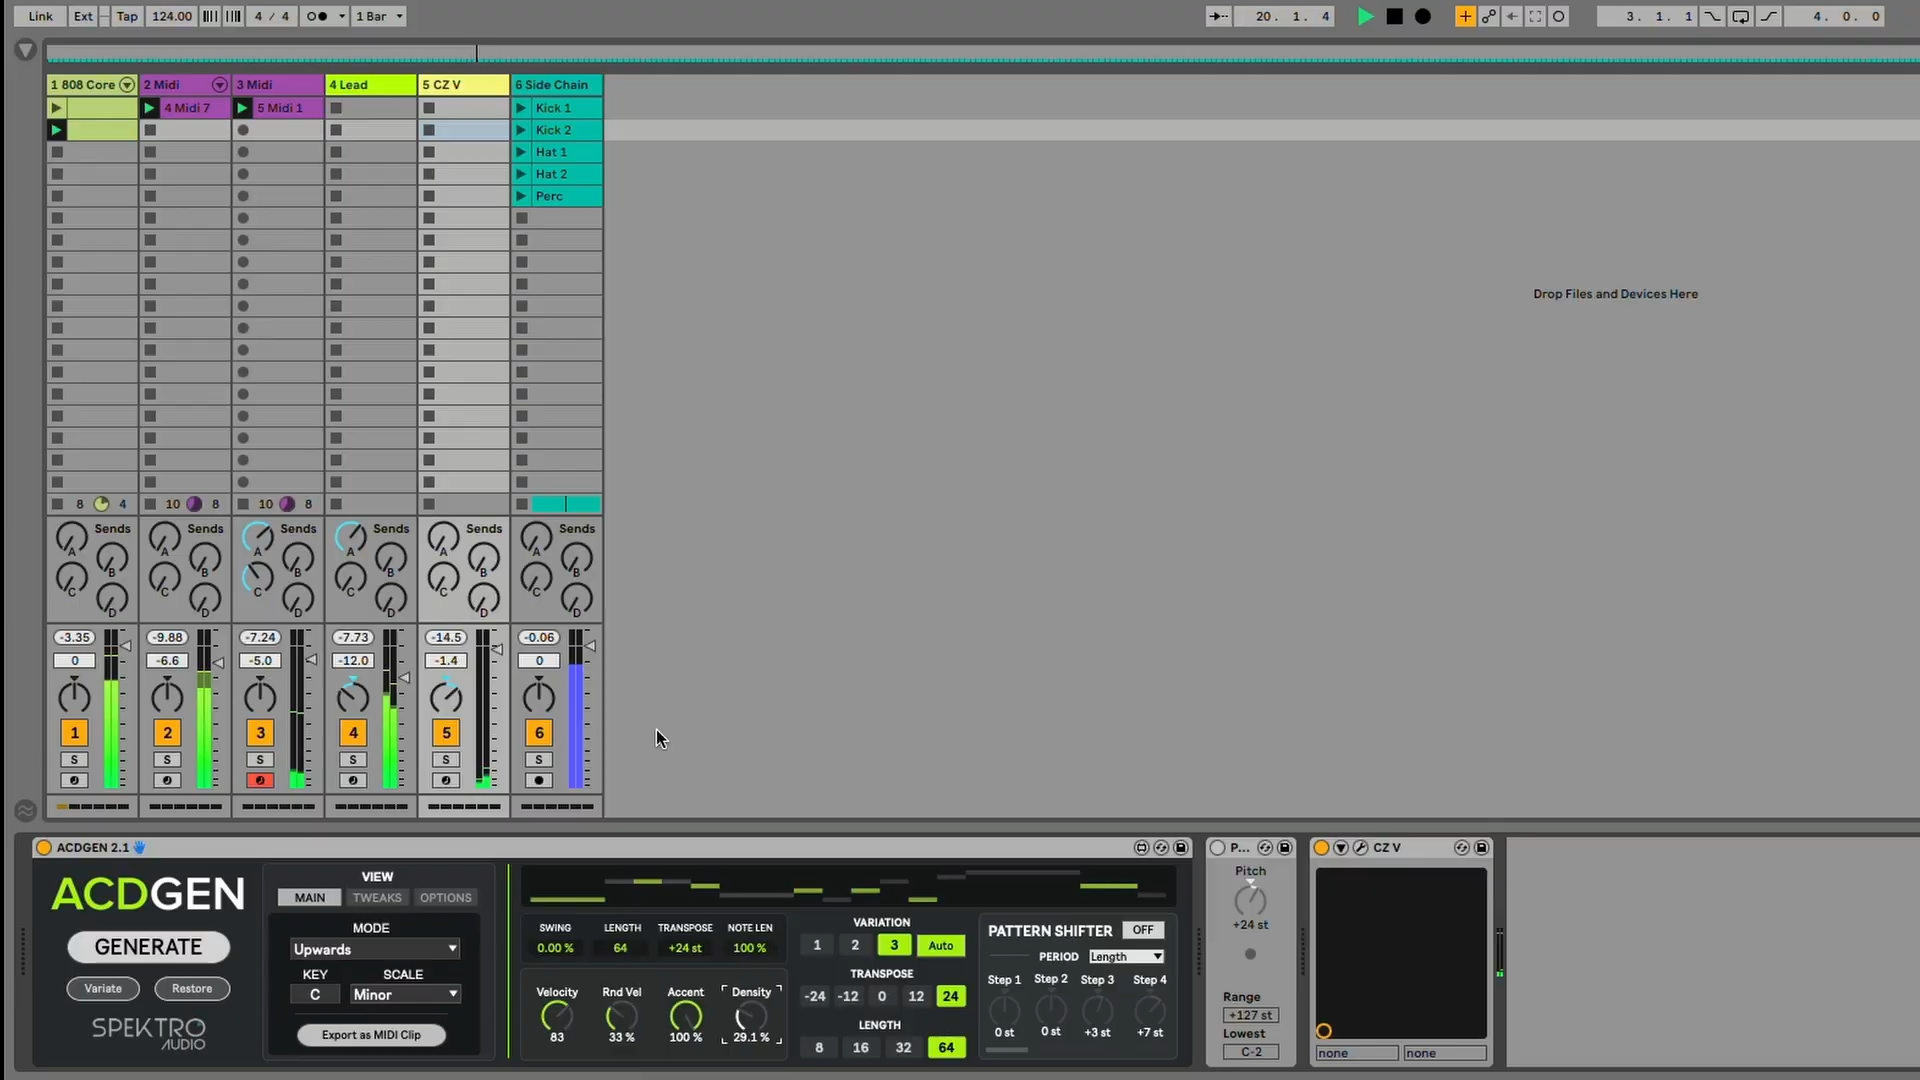 Link Ext Tap 124.00 4 / 4 1 Bar 20. 1. 4 3. 1. 1 4. 0. 0
1 808 Core 2 Midi 3 Midi 4 Lead 5 CZ V 6 Side Chain
4 Midi 7 5 Midi 1 Kick 1
Kick 2
Hat 1
Hat 2
Perc
Drop Files and Devices Here
8 4 10 8 10 8
Sends Sends Sends Sends Sends Sends
A A A A A A
B B B B B B
C C C C C C
D D D D D D
-3.35 -9.88 -7.24 -7.73 -14.5 -0.06
0 -6.6 -5.0 -12.0 -1.4 0
1 2 3 4 5 6
S S S S S S
ACDGEN 2.1 P... CZ V
ACDGEN
GENERATE
Variate Restore
SPEKTRO
AUDIO
VIEW
MAIN TWEAKS OPTIONS
MODE
Upwards
KEY SCALE
C Minor
Export as MIDI Clip
SWING LENGTH TRANSPOSE NOTE LEN
0.00 % 64 +24 st 100 %
Velocity Rnd Vel Accent Density
83 33 % 100 % 29.1 %
VARIATION
1 2 3 Auto
TRANSPOSE
-24 -12 0 12 24
LENGTH
8 16 32 64
PATTERN SHIFTER OFF
PERIOD Length
Step 1 Step 2 Step 3 Step 4
0 st 0 st +3 st +7 st
Pitch
+24 st
Range
+127 st
Lowest
C-2
none none